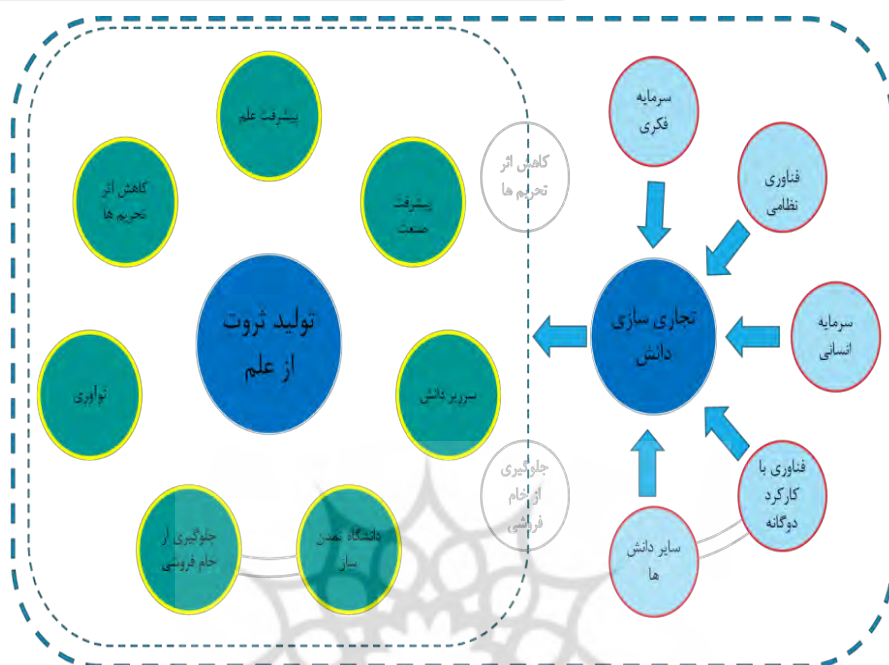 سرمایه
فکری
فناوری
نظامی
سرمایه
انسانی
فناوری با
کارکرد
دوگانه
سایر دانش
ها
تجاری سازی
دانش
کاهش اثر
تحریم ها
جلوگیری
از خام
فروشی
پیشرفت علم
پیشرفت
صنعت
سرریز دانش
دانشگاه تمدن
ساز
جلوگیری از
خام فروشی
نوآوری
کاهش اثر
تحریم ها
تولید ثروت
از علم